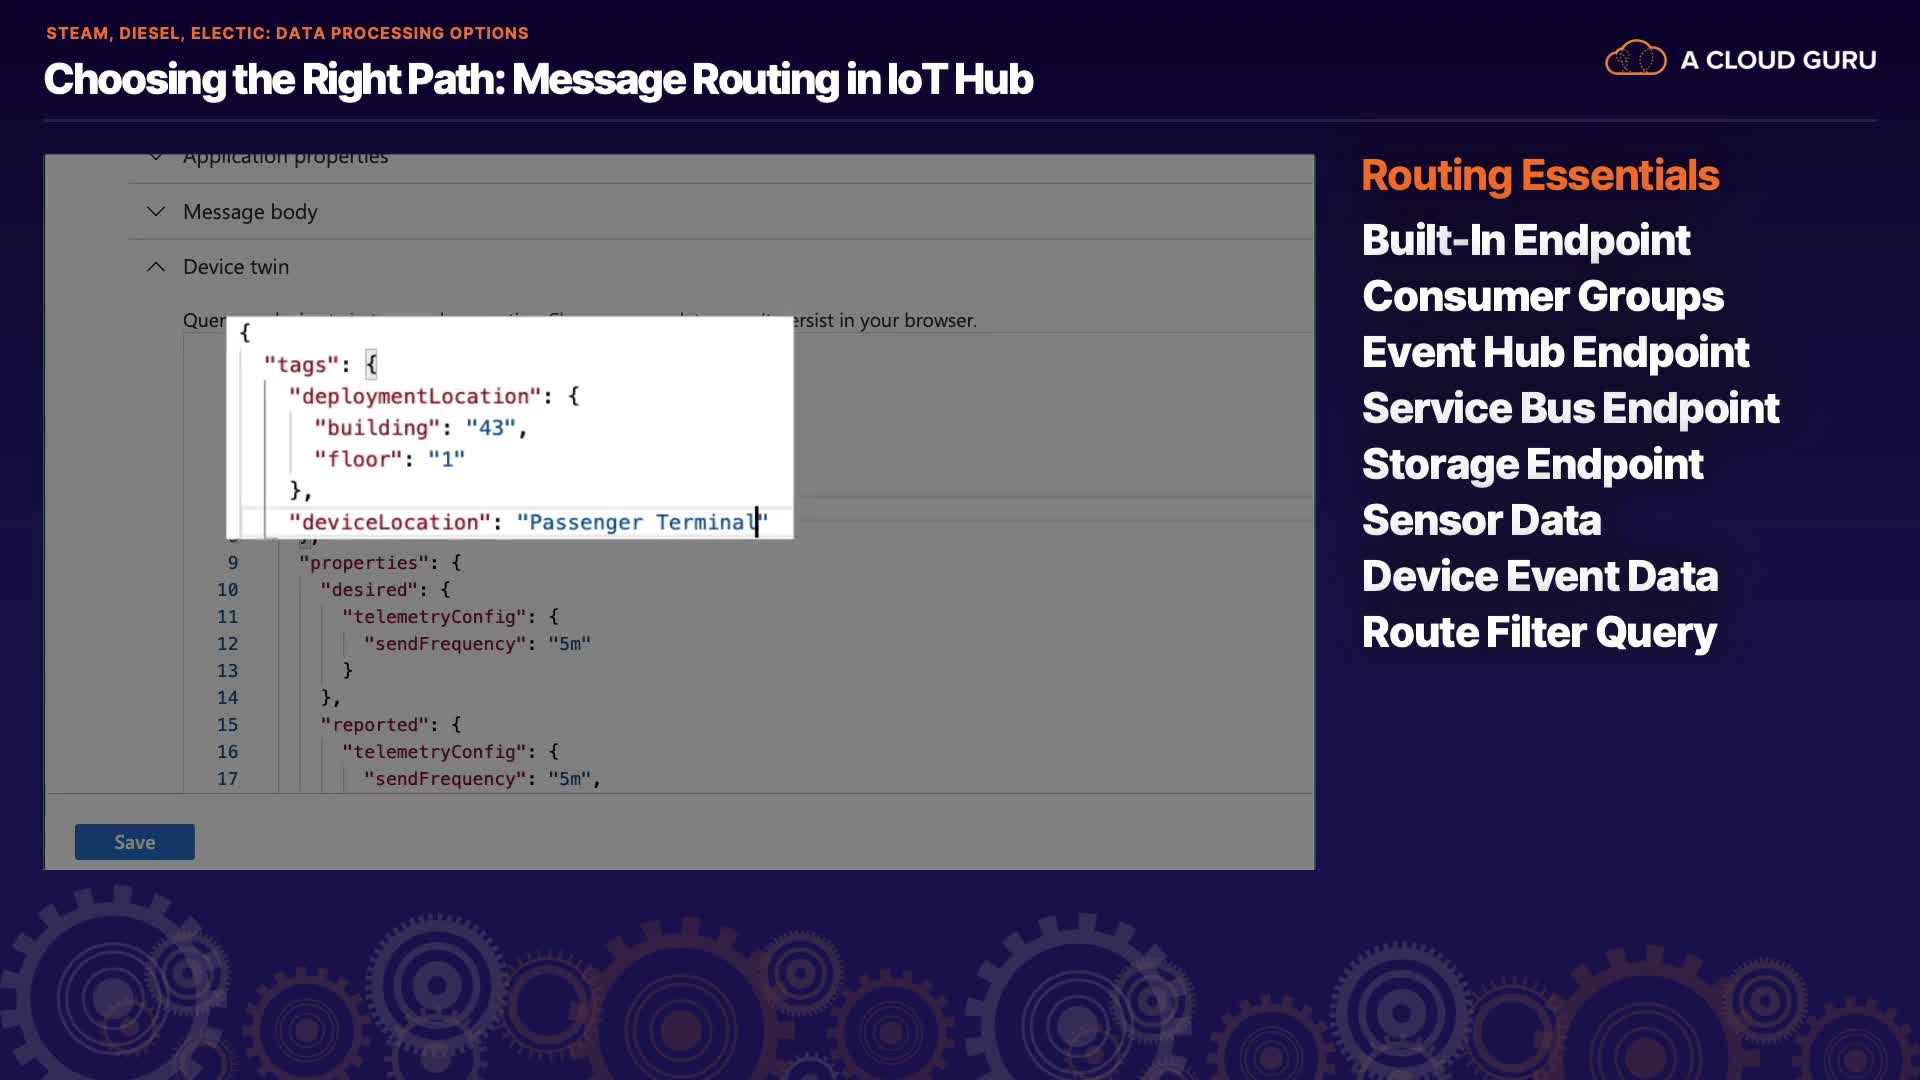 STEAM, DIESEL, ELECTIC: DATA PROCESSING OPTIONS
Choosing the Right Path: Message Routing in IoT Hub
A CLOUD GURU
Application properties
Message body
Device twin
ersist in your browser.
{
"tags": {
"deploymentLocation": {
"building": "43",
"floor": "1"
},
"deviceLocation": "Passenger Terminal"
9 "properties": {
10 "desired": {
11 "telemetryConfig": {
12 "sendFrequency": "5m"
13 }
14 },
15 "reported": {
16 "telemetryConfig": {
17 "sendFrequency": "5m",
Save
Routing Essentials
Built-In Endpoint
Consumer Groups
Event Hub Endpoint
Service Bus Endpoint
Storage Endpoint
Sensor Data
Device Event Data
Route Filter Query